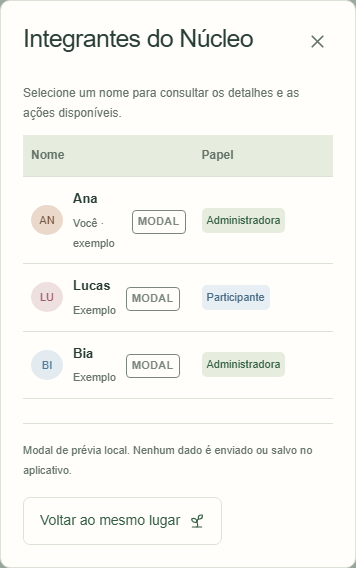 Integrantes do Núcleo
Selecione um nome para consultar os detalhes e as
ações disponíveis.
Nome Papel
AN Ana Você · exemplo MODAL Administradora
LU Lucas Exemplo MODAL Participante
BI Bia Exemplo MODAL Administradora
Modal de prévia local. Nenhum dado é enviado ou salvo no
aplicativo.
Voltar ao mesmo lugar